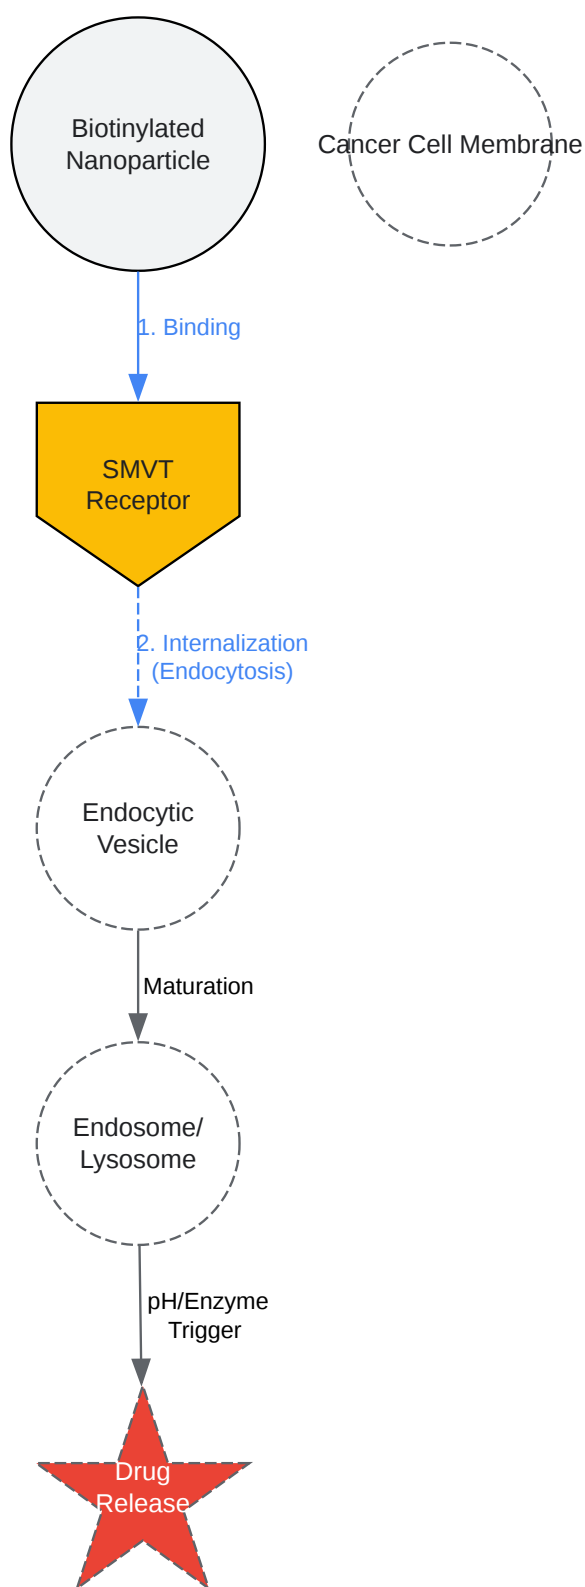 Biotinylated
Nanoparticle
Cancer Cell Membrane
1. Binding
SMVT
Receptor
2. Internalization
(Endocytosis)
Endocytic
Vesicle
Maturation
Endosome/
Lysosome
pH/Enzyme
Trigger
Drug
Release